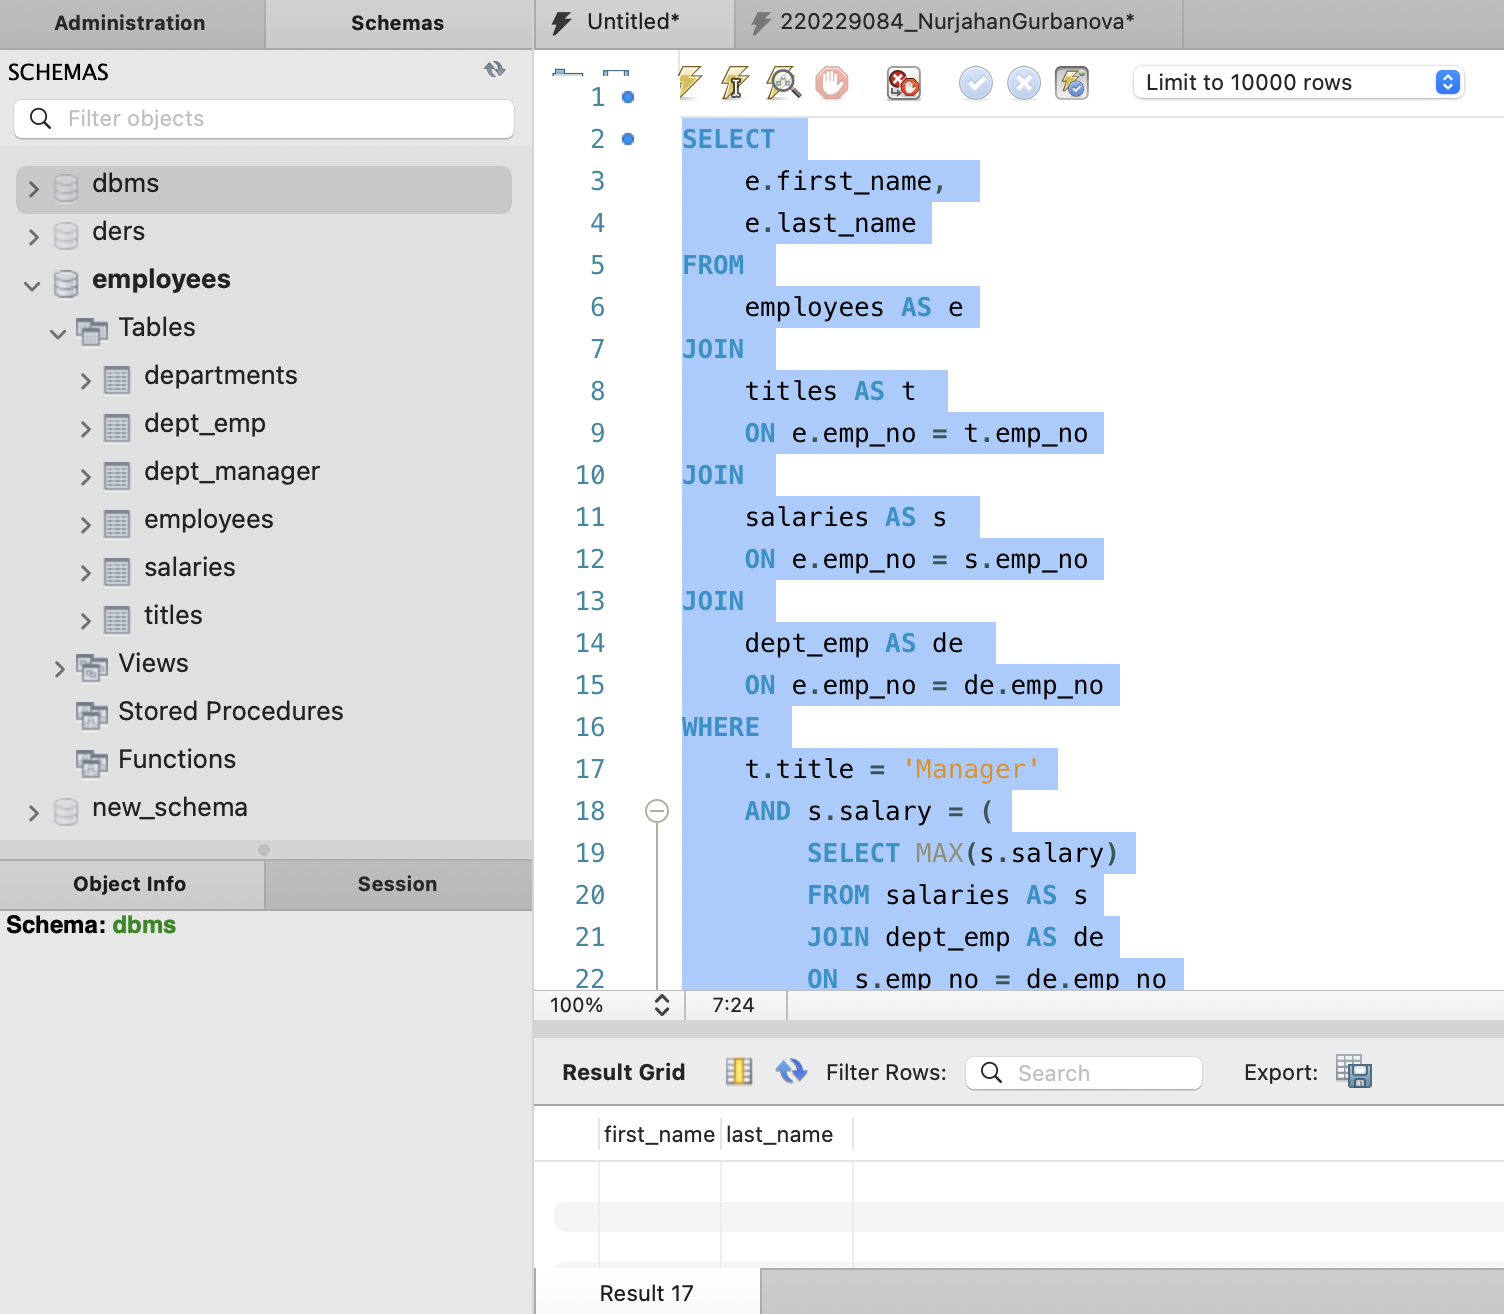 Administration
Schemas
Untitled*
220229084_NurjahanGurbanova*
SCHEMAS
Filter objects
dbms
ders
employees
Tables
departments
dept_emp
dept_manager
employees
salaries
titles
Views
Stored Procedures
Functions
new_schema
Object Info
Session
Schema: dbms
Limit to 10000 rows
1
2 SELECT
3 e.first_name,
4 e.last_name
5 FROM
6 employees AS e
7 JOIN
8 titles AS t
9 ON e.emp_no = t.emp_no
10 JOIN
11 salaries AS s
12 ON e.emp_no = s.emp_no
13 JOIN
14 dept_emp AS de
15 ON e.emp_no = de.emp_no
16 WHERE
17 t.title = 'Manager'
18 AND s.salary = (
19 SELECT MAX(s.salary)
20 FROM salaries AS s
21 JOIN dept_emp AS de
22 ON s.emp_no = de.emp_no
100%
7:24
Result Grid
Filter Rows:
Search
Export:
first_name last_name
Result 17